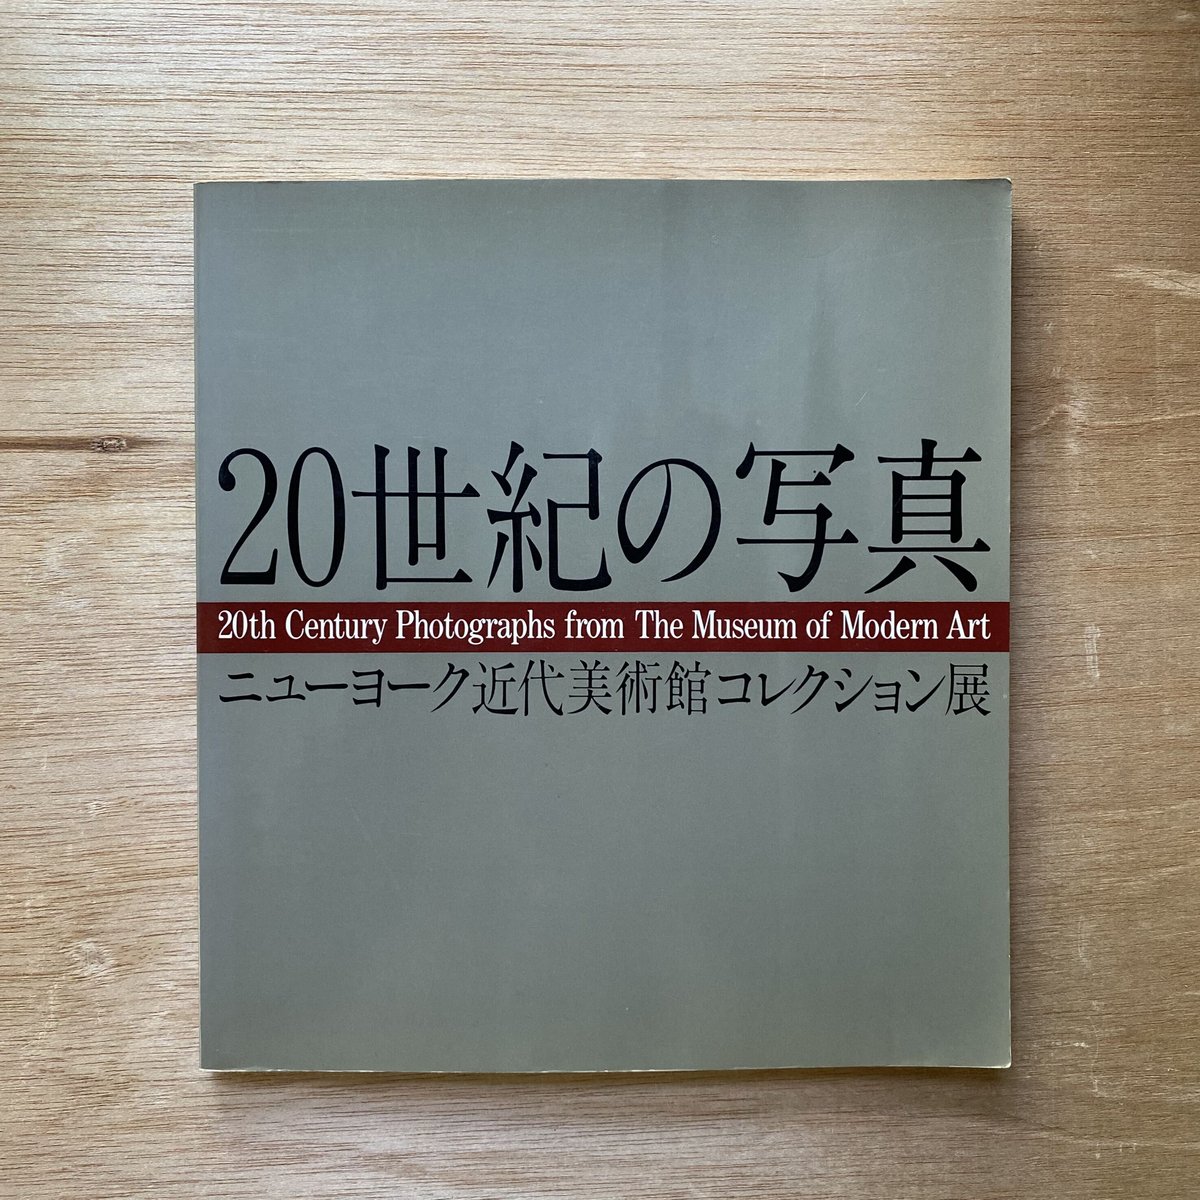 20世紀の写真
20th Century Photographs from The Museum of Modern Art
ニューヨーク近代美術館コレクション展